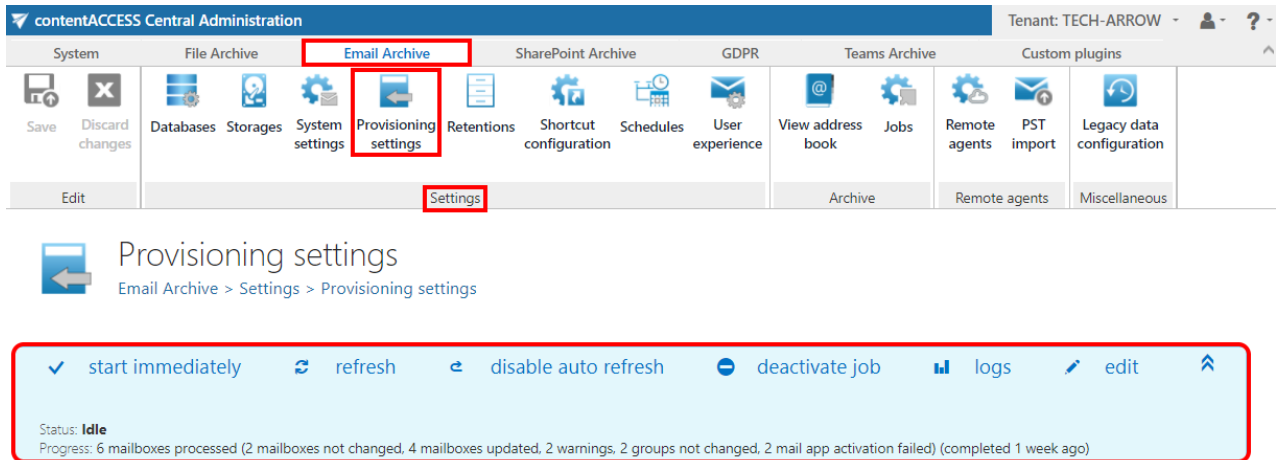 contentACCESS Central Administration Tenant: TECH-ARROW ?
System File Archive Email Archive SharePoint Archive GDPR Teams Archive Custom plugins
Save Discard changes Databases Storages System settings Provisioning settings Retentions Shortcut configuration Schedules User experience View address book Jobs Remote agents PST import Legacy data configuration
Edit Settings Archive Remote agents Miscellaneous
Provisioning settings
Email Archive > Settings > Provisioning settings
start immediately refresh disable auto refresh deactivate job logs edit
Status: Idle
Progress: 6 mailboxes processed (2 mailboxes not changed, 4 mailboxes updated, 2 warnings, 2 groups not changed, 2 mail app activation failed) (completed 1 week ago)